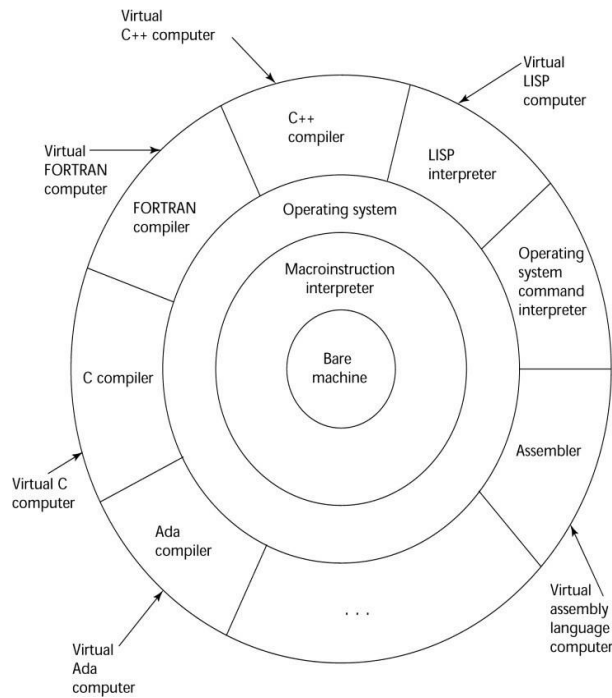 Virtual
C++ computer
Virtual
LISP
computer
C++
compiler
Virtual
FORTRAN
computer
LISP
interpreter
FORTRAN
compiler
Operating system
Operating
system
command
interpreter
Macroinstruction
interpreter
Bare
machine
C compiler
Assembler
Virtual C
computer
Ada
compiler
. . .
Virtual
assembly
language
computer
Virtual
Ada
computer